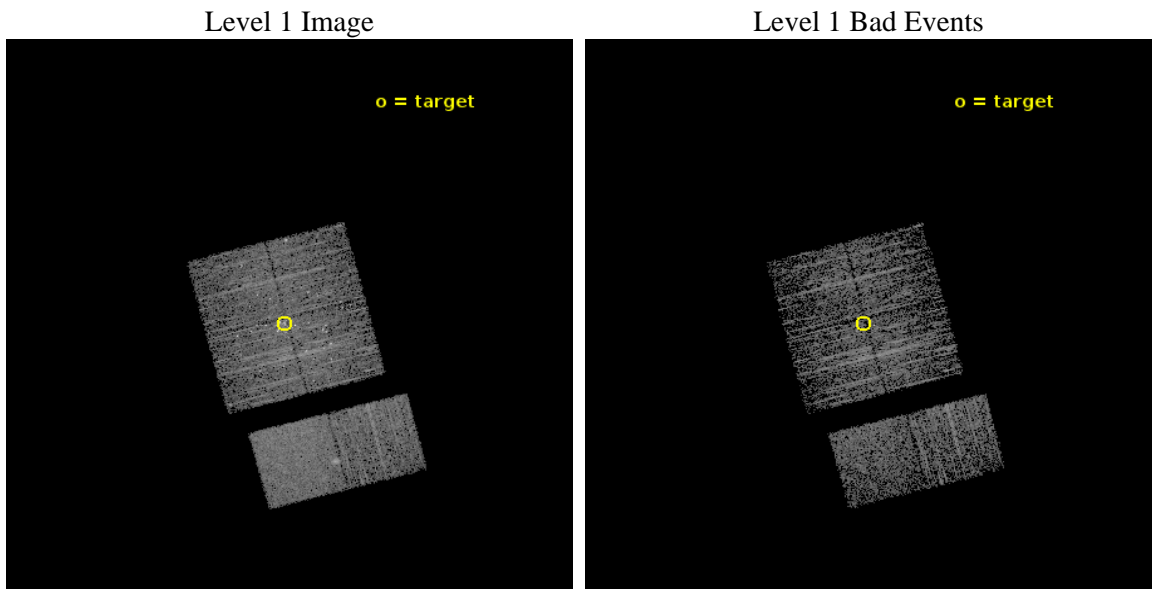 Level 1 Image
Level 1 Bad Events
o = target
o = target